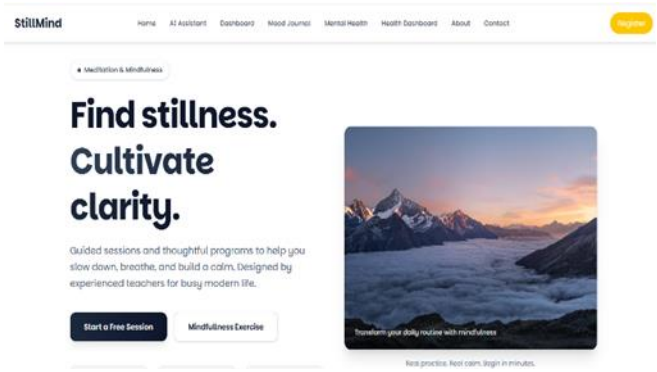 StillMind
Home AI Assistant Dashboard Mood Journal Mental Health Health Dashboard About Contact
Register
Meditation & Mindfulness
Find stillness.
Cultivate
clarity.
Guided sessions and thoughtful programs to help you
slow down, breathe, and build a calm. Designed by
experienced teachers for busy modern life.
Start a Free Session
Mindfulness Exercise
Transform your daily routine with mindfulness
Real practice. Real calm. Begin in minutes.